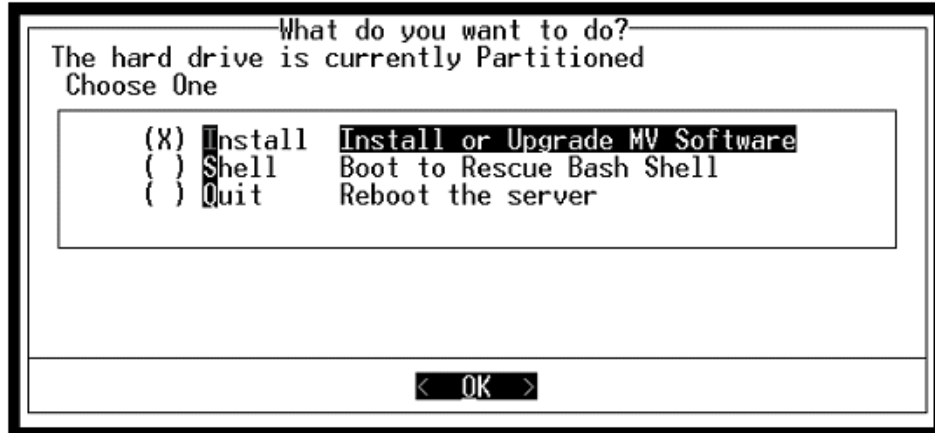 What do you want to do?
The hard drive is currently Partitioned
Choose One
(X) Install Install or Upgrade MV Software
( ) Shell Boot to Rescue Bash Shell
( ) Quit Reboot the server
< OK >